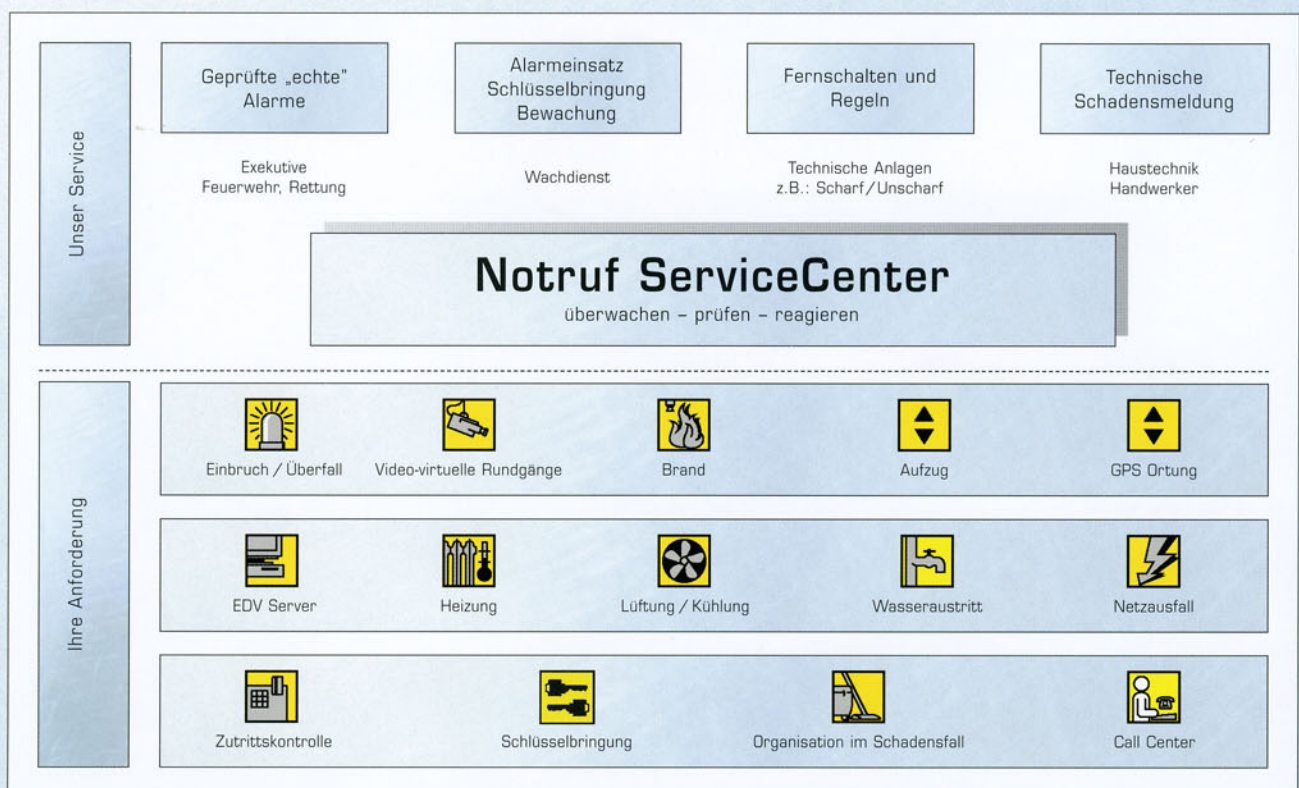 Unser Service
Geprüfte „echte"
Alarme
Alarmeinsatz
Schlüsselbringung
Bewachung
Fernschalten und
Regeln
Technische
Schadensmeldung
Exekutive
Feuerwehr, Rettung
Wachdienst
Technische Anlagen
z.B.: Scharf/Unscharf
Haustechnik
Handwerker
Notruf ServiceCenter
überwachen – prüfen – reagieren
Ihre Anforderung
Einbruch / Überfall
Video-virtuelle Rundgänge
Brand
Aufzug
GPS Ortung
EDV Server
Heizung
Lüftung / Kühlung
Wasseraustritt
Netzausfall
Zutrittskontrolle
Schlüsselbringung
Organisation im Schadensfall
Call Center